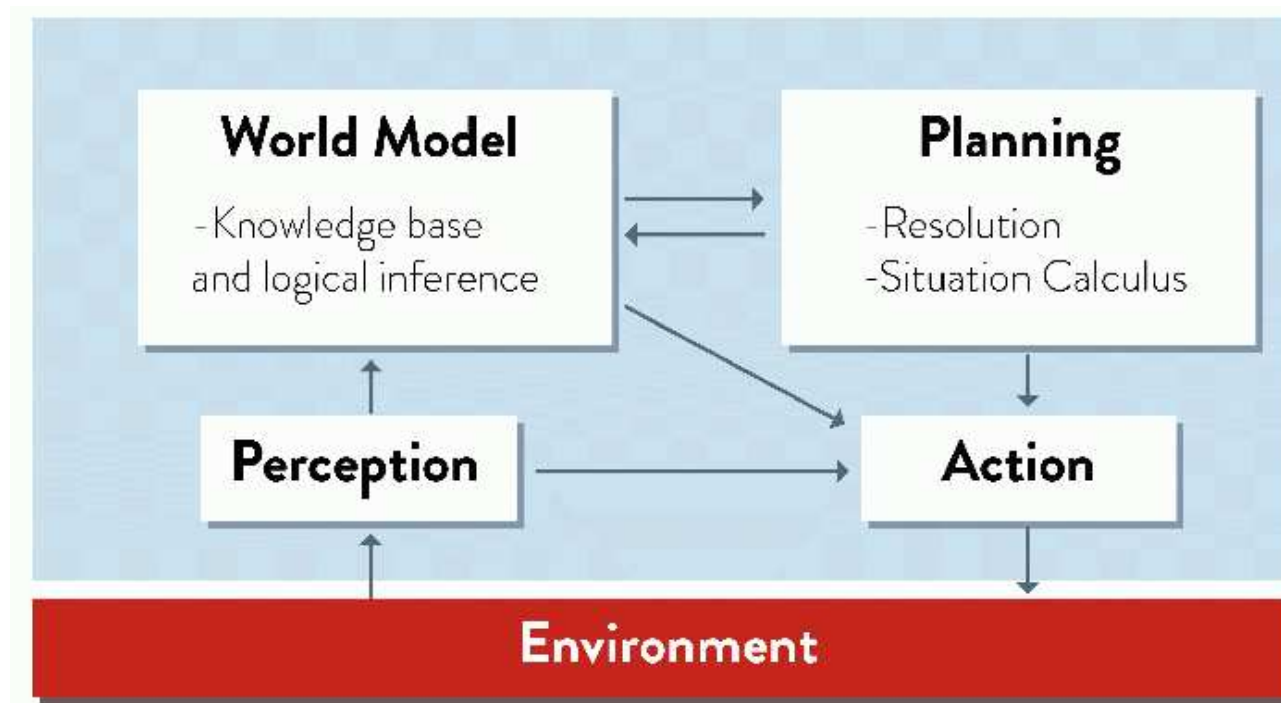 World Model
-Knowledge base
and logical inference
Planning
-Resolution
-Situation Calculus
Perception
Action
Environment